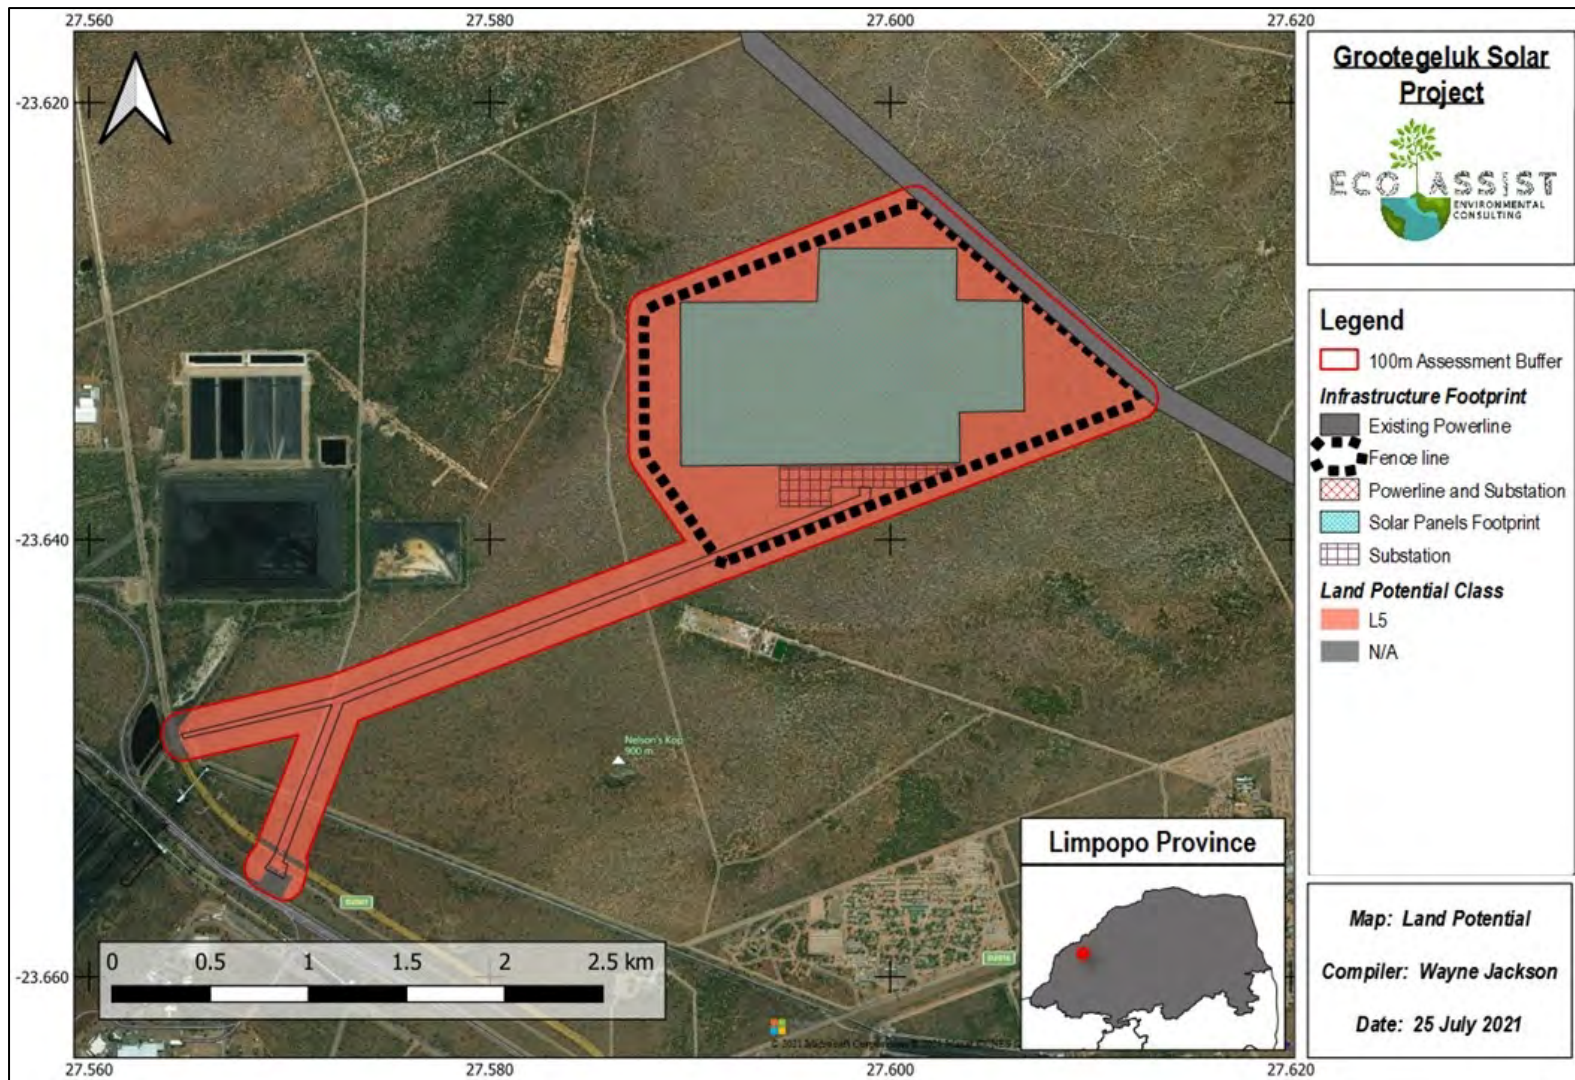 27.560
27.580
27.600
27.620
-23.620
-23.640
-23.660
27.560
27.580
27.600
27.620
Nelson's Kop
900 m
0
0.5
1
1.5
2
2.5 km
Limpopo Province
© 2021 Microsoft Corporation
Grootegeluk Solar
Project
ECO ASSIST
ENVIRONMENTAL
CONSULTING
Legend
100m Assessment Buffer
Infrastructure Footprint
Existing Powerline
Fence line
Powerline and Substation
Solar Panels Footprint
Substation
Land Potential Class
L5
N/A
Map: Land Potential
Compiler: Wayne Jackson
Date: 25 July 2021